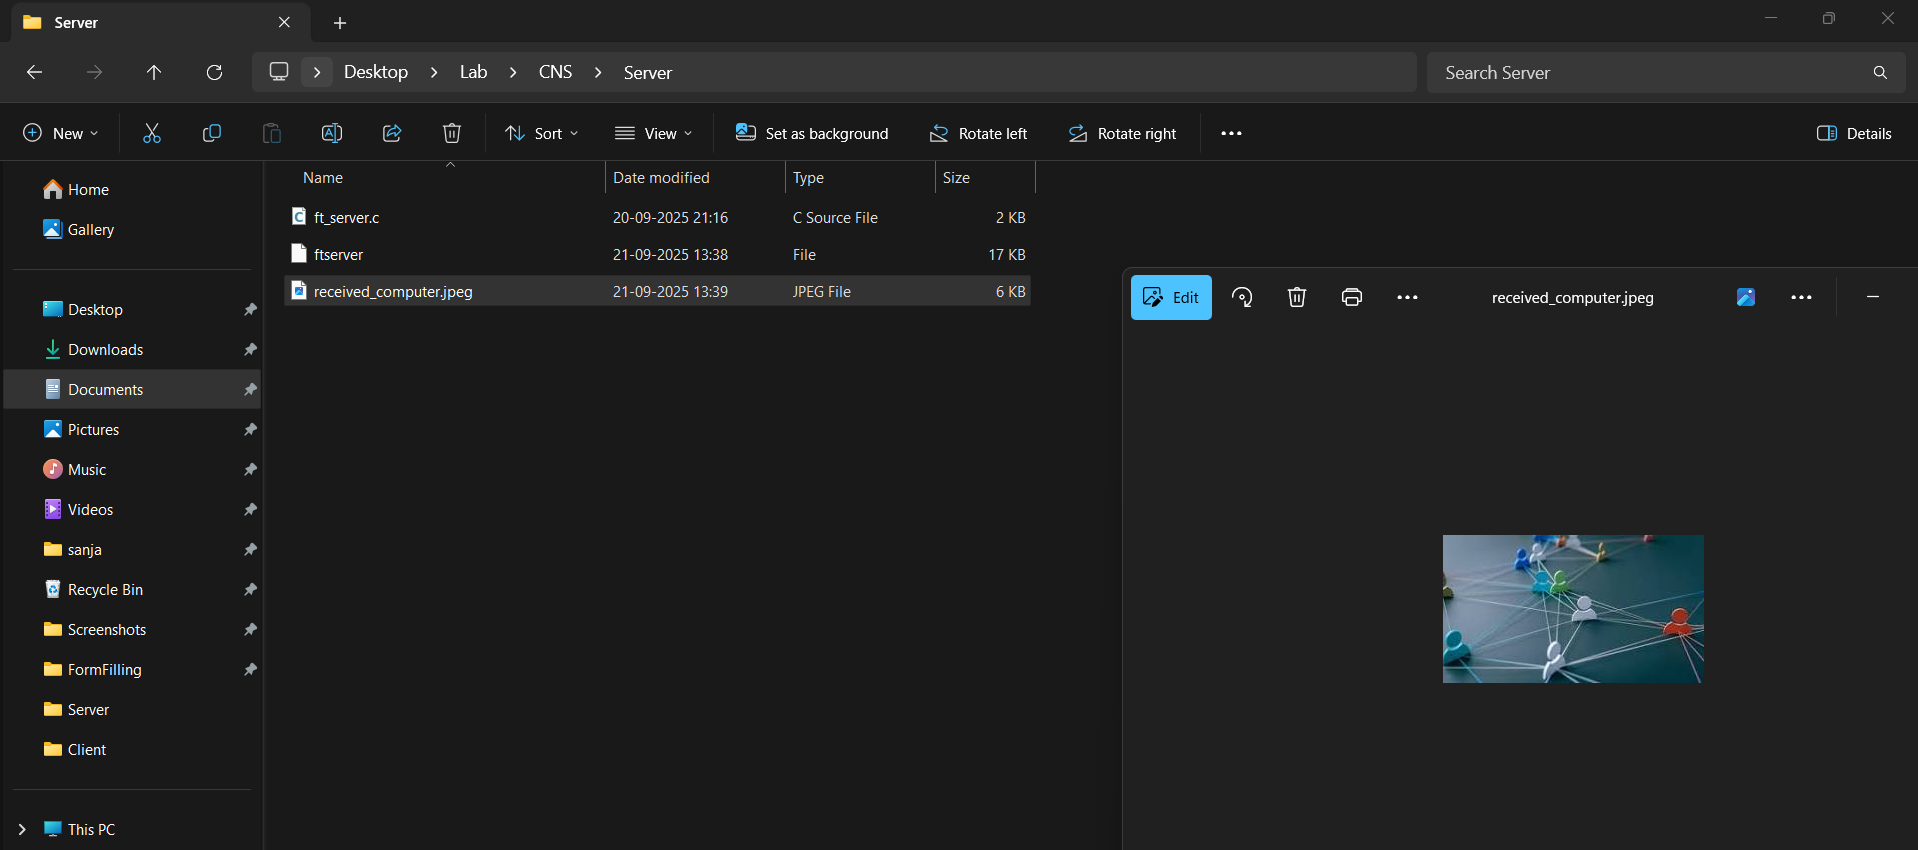 Server
Desktop > Lab > CNS > Server
Search Server
New
Sort
View
Set as background
Rotate left
Rotate right
Details
Name Date modified Type Size
ft_server.c 20-09-2025 21:16 C Source File 2 KB
ftserver 21-09-2025 13:38 File 17 KB
received_computer.jpeg 21-09-2025 13:39 JPEG File 6 KB
Home
Gallery
Desktop
Downloads
Documents
Pictures
Music
Videos
sanja
Recycle Bin
Screenshots
FormFilling
Server
Client
This PC
Edit
received_computer.jpeg